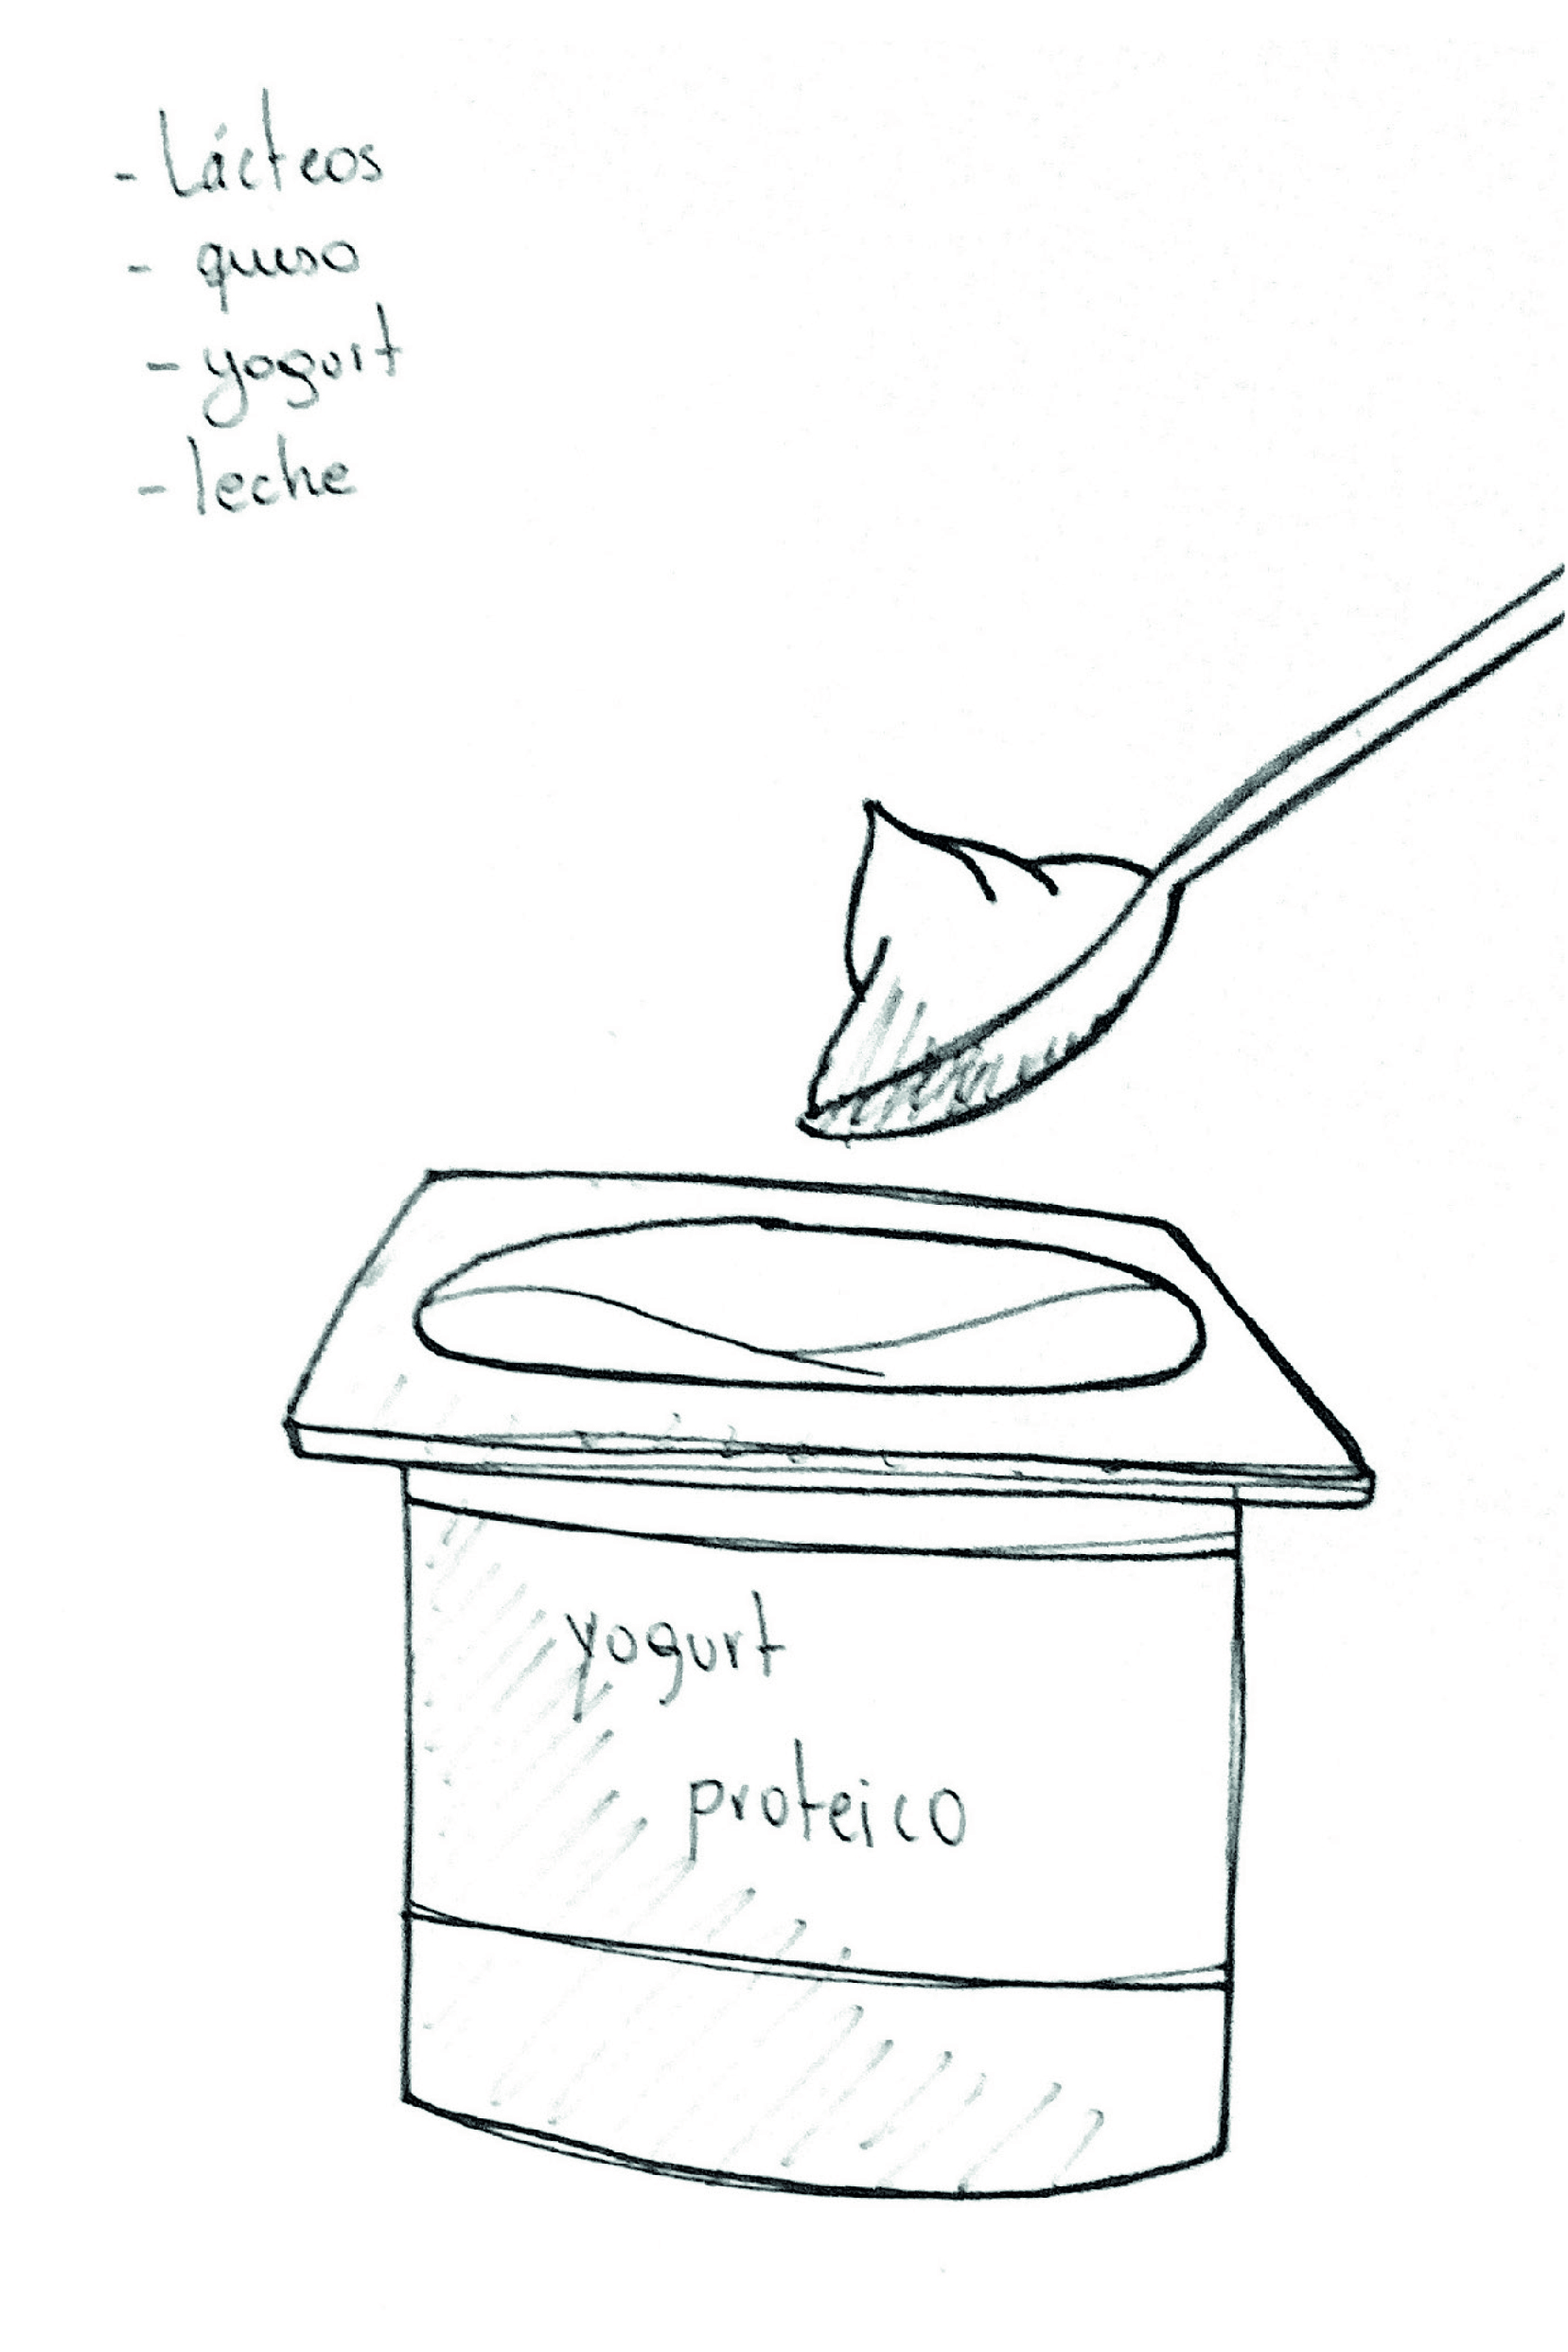 - Lácteos
- queso
- yogurt
- leche
yogurt
proteico